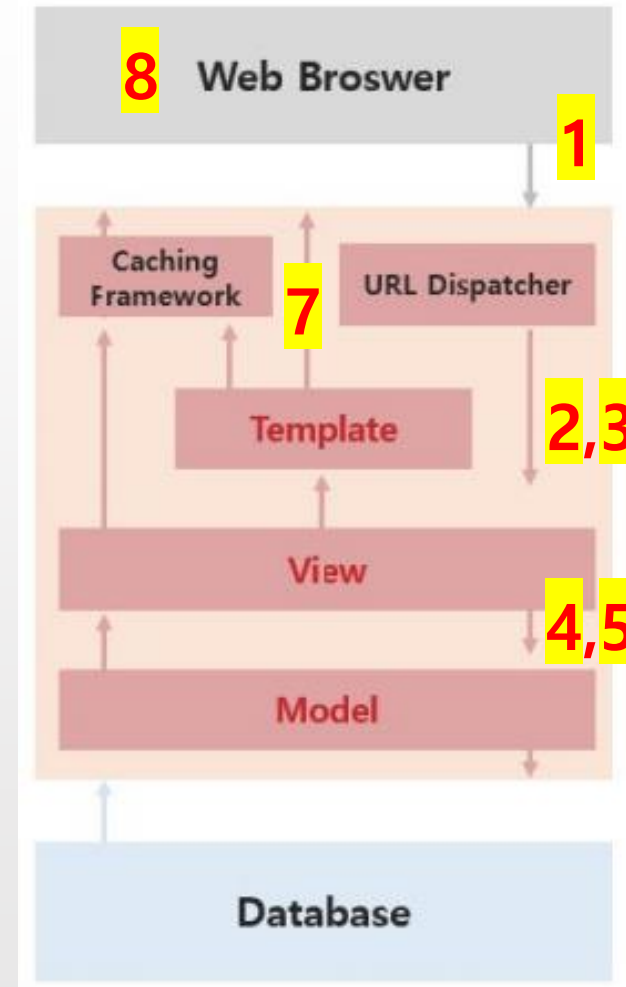 8 Web Broswer
1
Caching
Framework
7
URL Dispatcher
Template
2,3
View
4,5
Model
Database